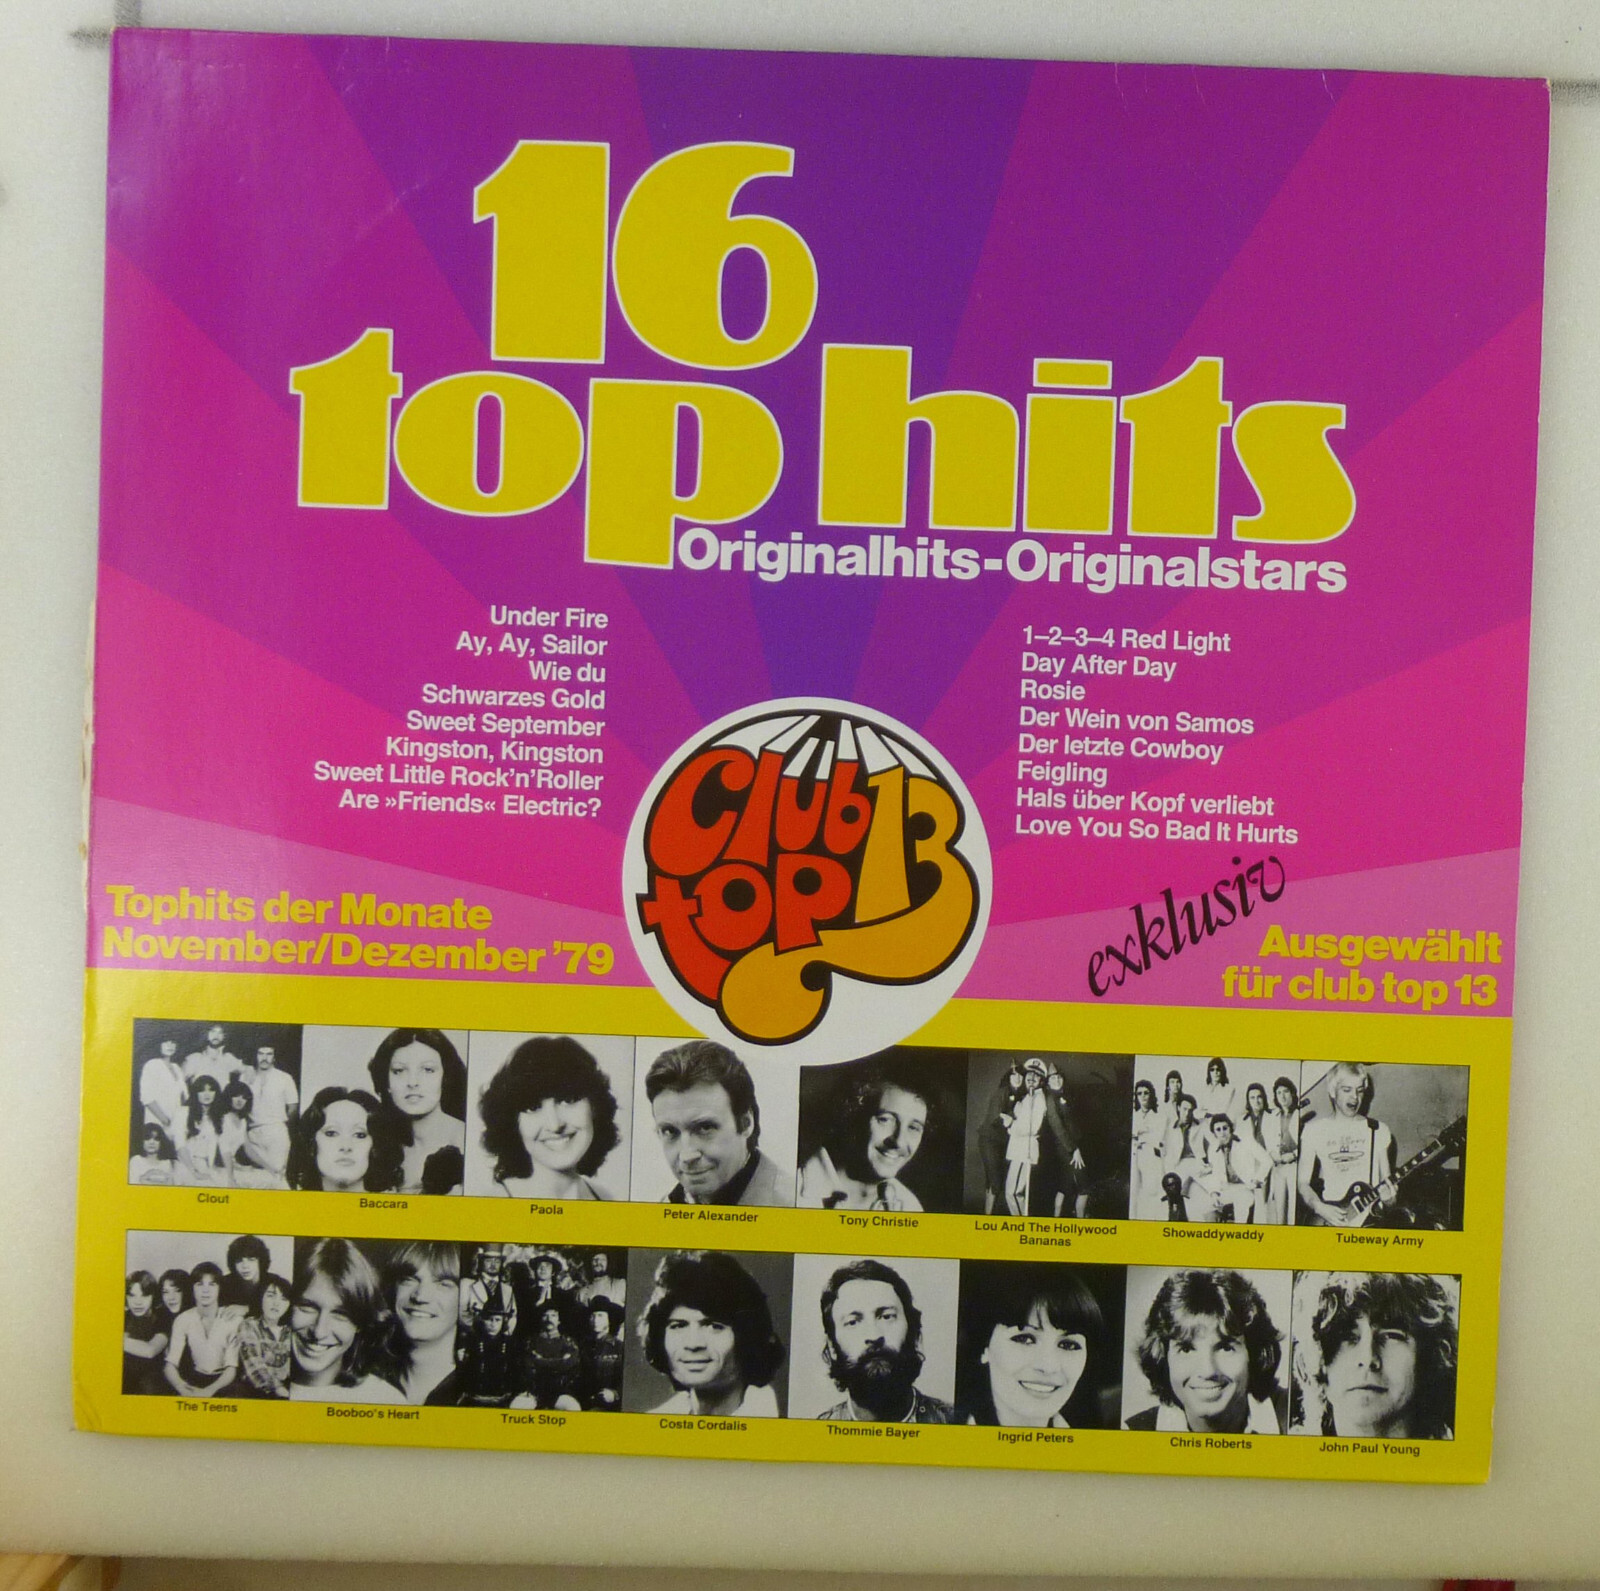 16
top hits
Originalhits-Originalstars
Under Fire
Ay, Ay, Sailor
Wie du
Schwarzes Gold
Sweet September
Kingston, Kingston
Sweet Little Rock'n'Roller
Are »Friends« Electric?
1–2–3–4 Red Light
Day After Day
Rosie
Der Wein von Samos
Der letzte Cowboy
Feigling
Hals über Kopf verliebt
Love You So Bad It Hurts
Club
top 13
Tophits der Monate
November/Dezember '79
exklusiv
Ausgewählt
für club top 13
Clout
Baccara
Paola
Peter Alexander
Tony Christie
Lou And The Hollywood
Bananas
Showaddywaddy
Tubeway Army
The Teens
Booboo's Heart
Truck Stop
Costa Cordalis
Thommie Bayer
Ingrid Peters
Chris Roberts
John Paul Young